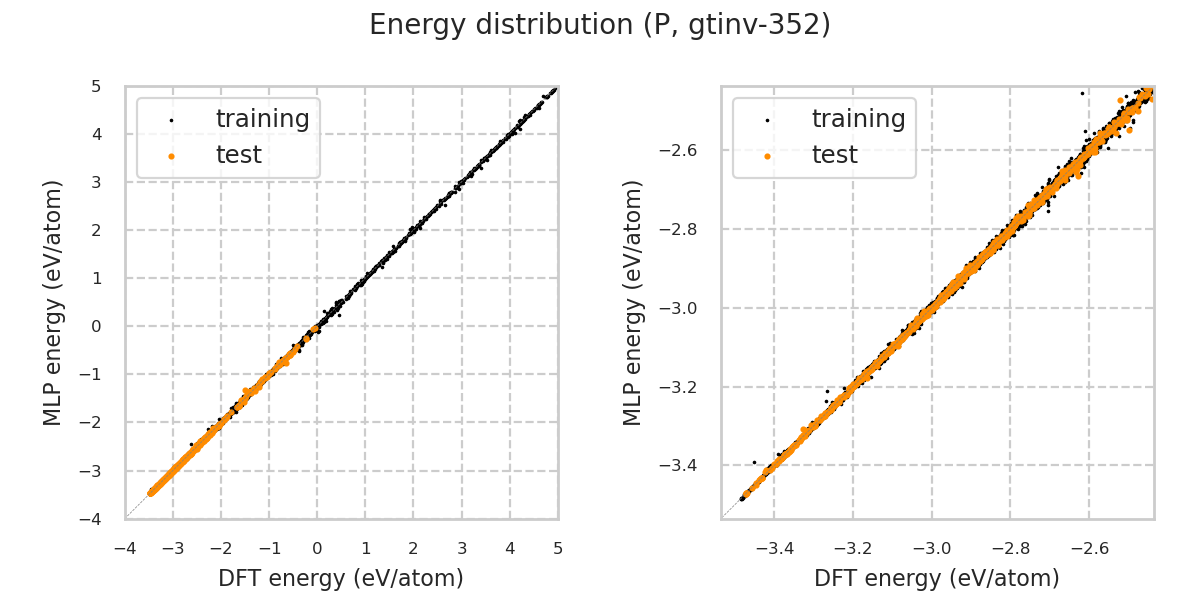 Energy distribution (P, gtinv-352)
training
test
5
4
3
2
1
0
−1
−2
−3
−4
−4 −3 −2 −1 0 1 2 3 4 5
MLP energy (eV/atom)
DFT energy (eV/atom)
training
test
−2.6
−2.8
−3.0
−3.2
−3.4
−3.4 −3.2 −3.0 −2.8 −2.6
MLP energy (eV/atom)
DFT energy (eV/atom)